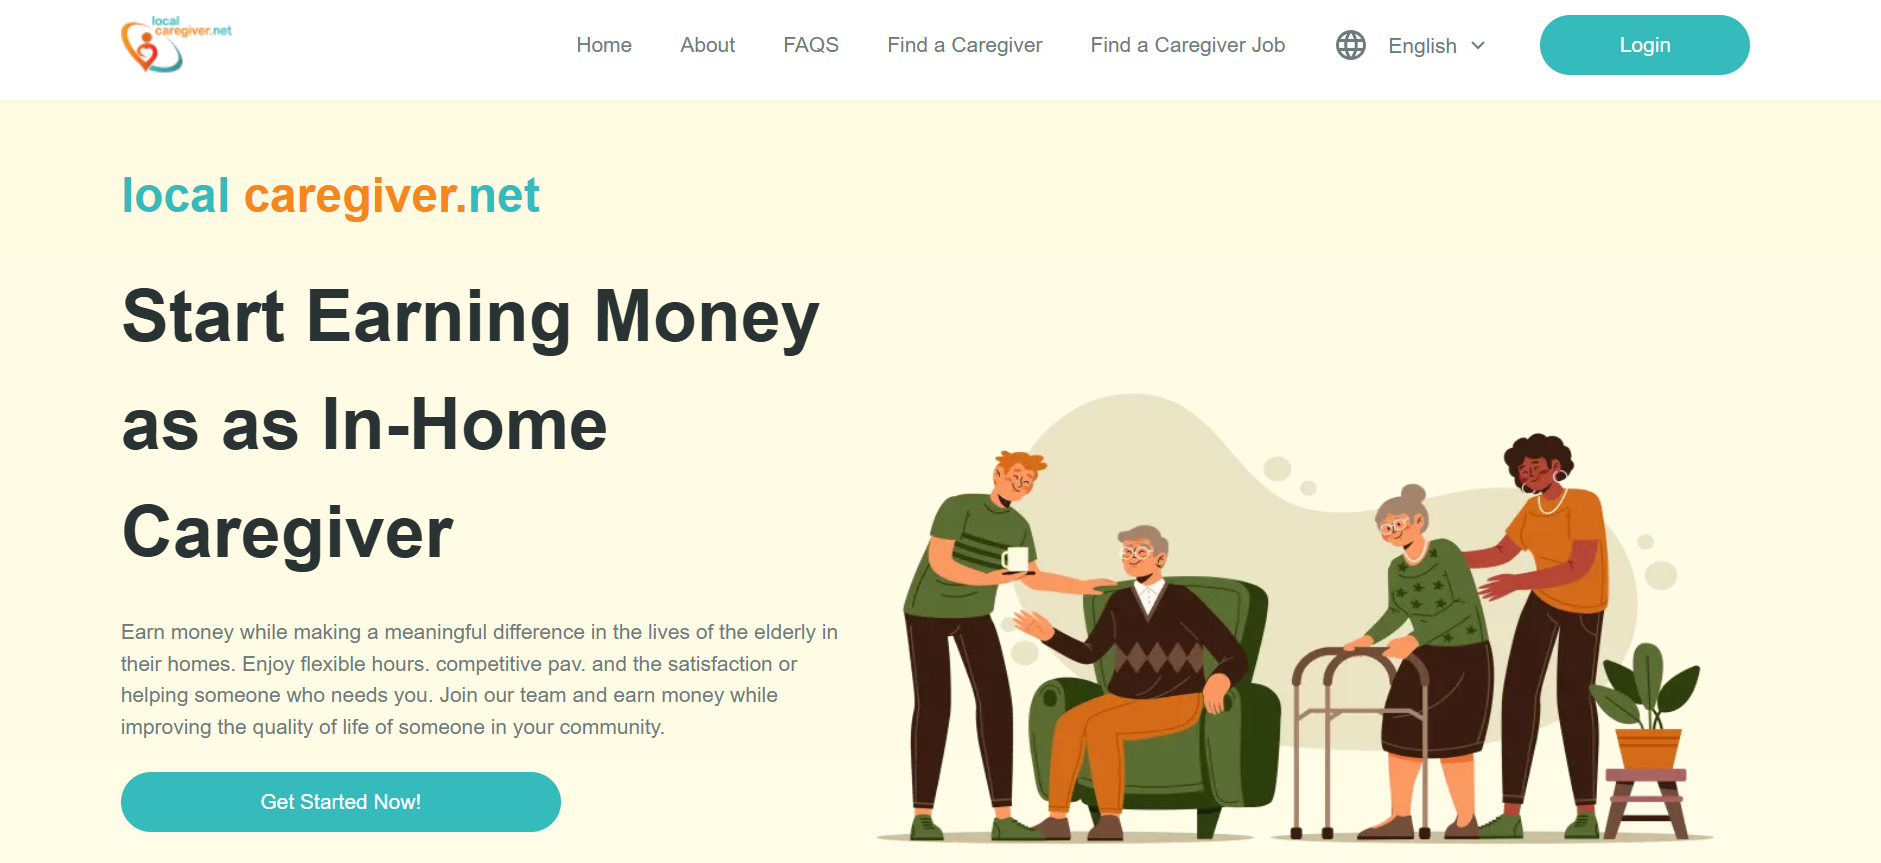 local
caregiver.net
Home
About
FAQS
Find a Caregiver
Find a Caregiver Job
English
Login
local caregiver.net
Start Earning Money
as as In-Home
Caregiver
Earn money while making a meaningful difference in the lives of the elderly in
their homes. Enjoy flexible hours. competitive pav. and the satisfaction or
helping someone who needs you. Join our team and earn money while
improving the quality of life of someone in your community.
Get Started Now!